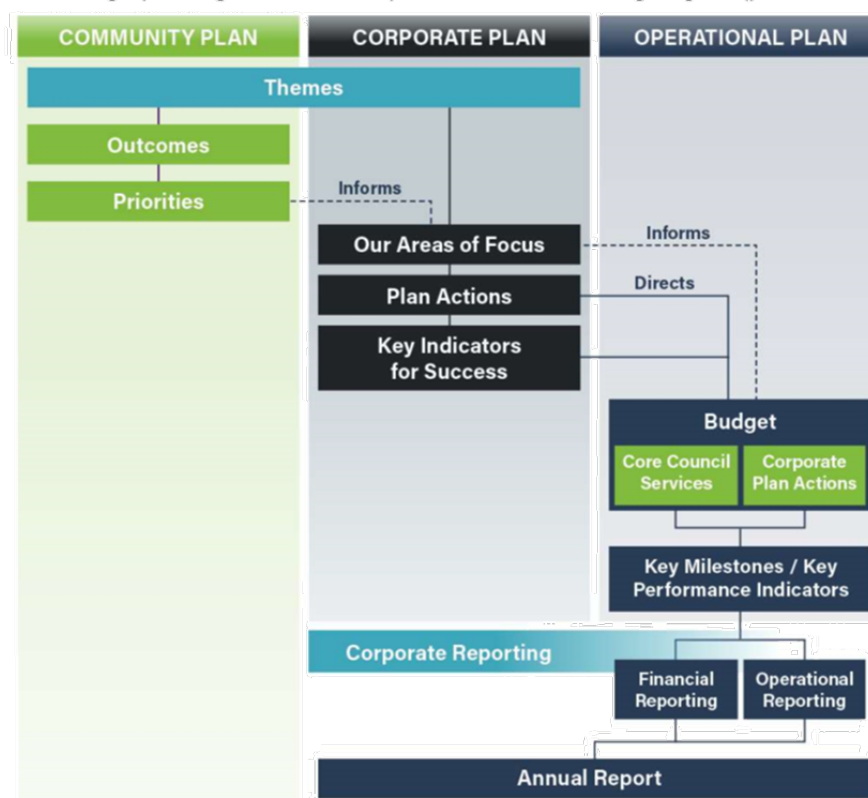 COMMUNITY PLAN
CORPORATE PLAN
OPERATIONAL PLAN
Themes
Outcomes
Priorities
Informs
Our Areas of Focus
Informs
Plan Actions
Directs
Key Indicators
for Success
Budget
Core Council
Services
Corporate
Plan Actions
Key Milestones / Key
Performance Indicators
Corporate Reporting
Financial
Reporting
Operational
Reporting
Annual Report